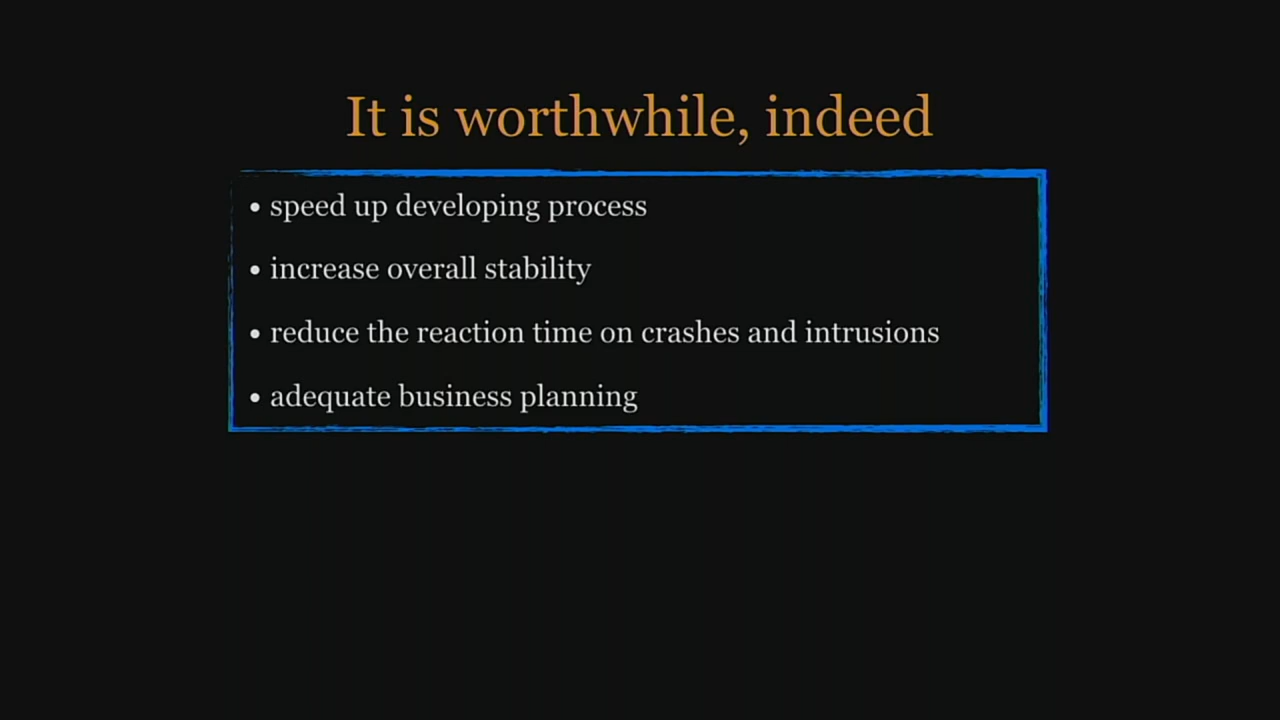 It is worthwhile, indeed
• speed up developing process
• increase overall stability
• reduce the reaction time on crashes and intrusions
• adequate business planning